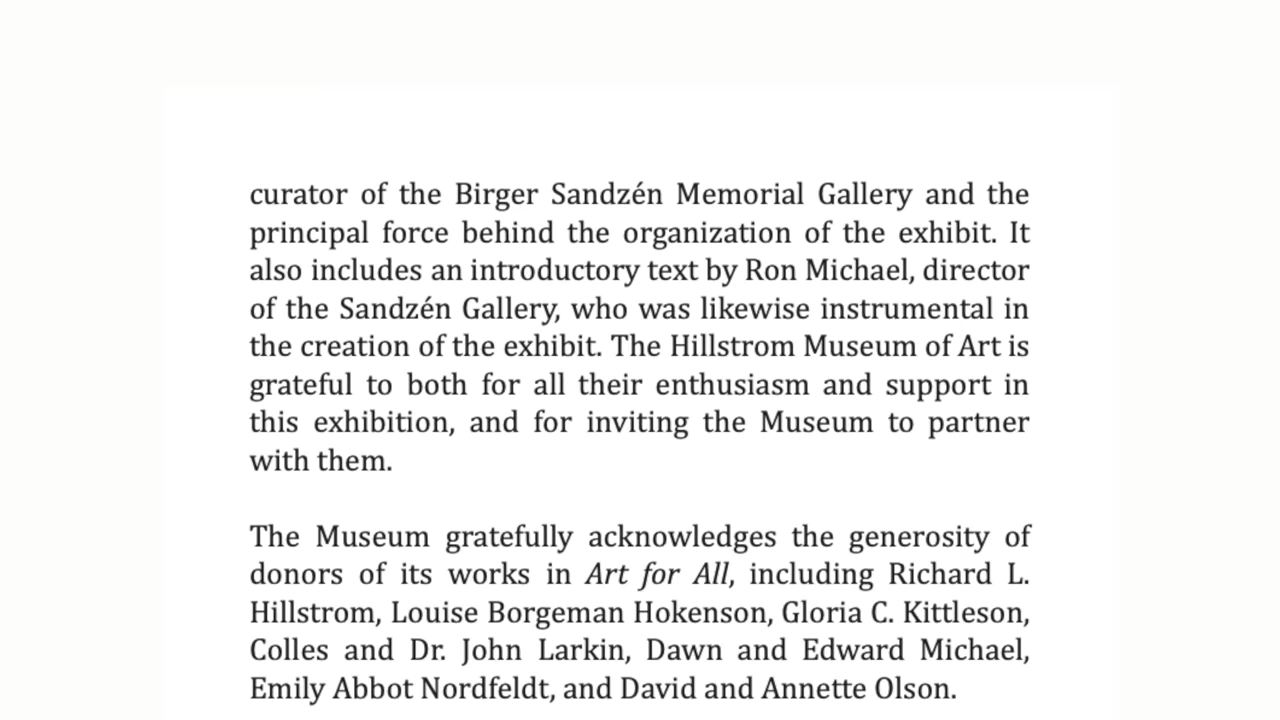 curator of the Birger Sandzén Memorial Gallery and the
principal force behind the organization of the exhibit. It
also includes an introductory text by Ron Michael, director
of the Sandzén Gallery, who was likewise instrumental in
the creation of the exhibit. The Hillstrom Museum of Art is
grateful to both for all their enthusiasm and support in
this exhibition, and for inviting the Museum to partner
with them.
The Museum gratefully acknowledges the generosity of
donors of its works in Art for All, including Richard L.
Hillstrom, Louise Borgeman Hokenson, Gloria C. Kittleson,
Colles and Dr. John Larkin, Dawn and Edward Michael,
Emily Abbot Nordfeldt, and David and Annette Olson.